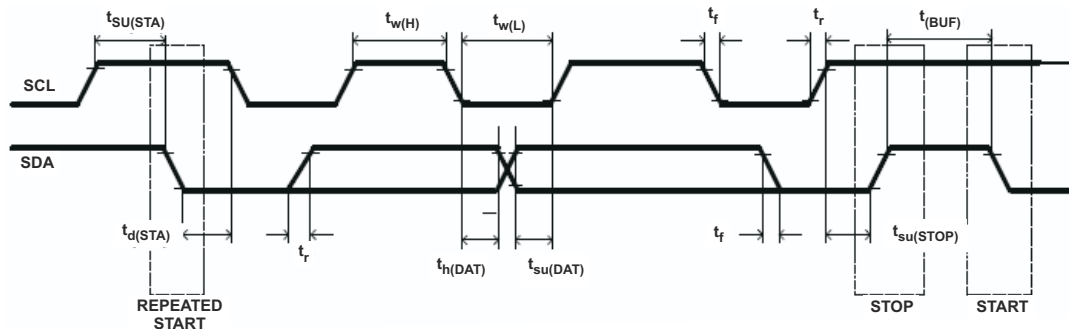 tSU(STA)
tw(H)
tw(L)
tf
tr
t(BUF)
SCL
SDA
td(STA)
tr
th(DAT)
tsu(DAT)
tf
tsu(STOP)
REPEATED
START
STOP
START